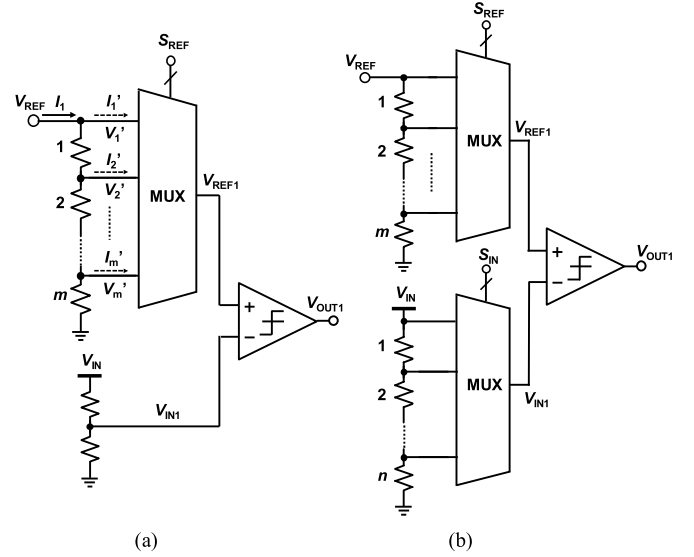 S_REF
V_REF I_1 I_1'
V_1'
1
I_2'
V_2'
2
MUX
V_REF1
I_m'
V_m'
m
+
−
V_OUT1
V_IN
V_IN1
(a)
S_REF
V_REF
1
2
MUX
V_REF1
m
+
−
V_OUT1
S_IN
V_IN
1
2
MUX
V_IN1
n
(b)